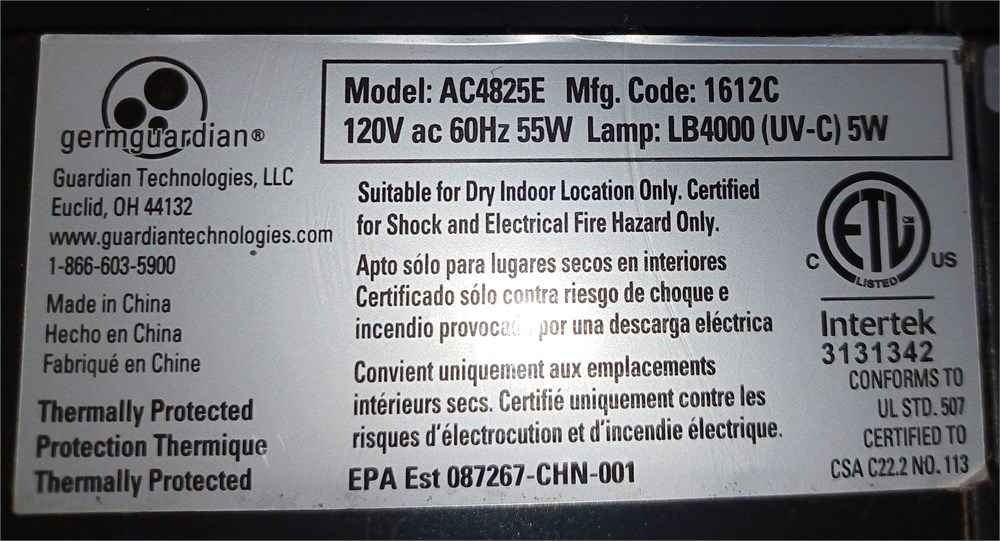 germguardian®
Guardian Technologies, LLC
Euclid, OH 44132
www.guardiantechnologies.com
1-866-603-5900
Made in China
Hecho en China
Fabriqué en Chine
Thermally Protected
Protection Thermique
Thermally Protected
Model: AC4825E Mfg. Code: 1612C
120V ac 60Hz 55W Lamp: LB4000 (UV-C) 5W
Suitable for Dry Indoor Location Only. Certified
for Shock and Electrical Fire Hazard Only.
Apto sólo para lugares secos en interiores
Certificado sólo contra riesgo de choque e
incendio por una descarga eléctrica
Convient uniquement aux emplacements
intérieurs secs. Certifié uniquement contre les
risques d'électrocution et d'incendie électrique.
EPA Est 087267-CHN-001
ETL
C US
LISTED
Intertek
3131342
CONFORMS TO
UL STD. 507
CERTIFIED TO
CSA C22.2 NO. 113